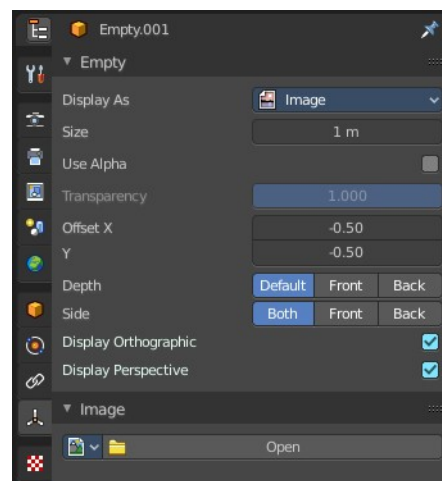 Empty.001
Empty
Display As Image
Size 1 m
Use Alpha
Transparency 1.000
Offset X -0.50
Y -0.50
Depth Default Front Back
Side Both Front Back
Display Orthographic
Display Perspective
Image
Open